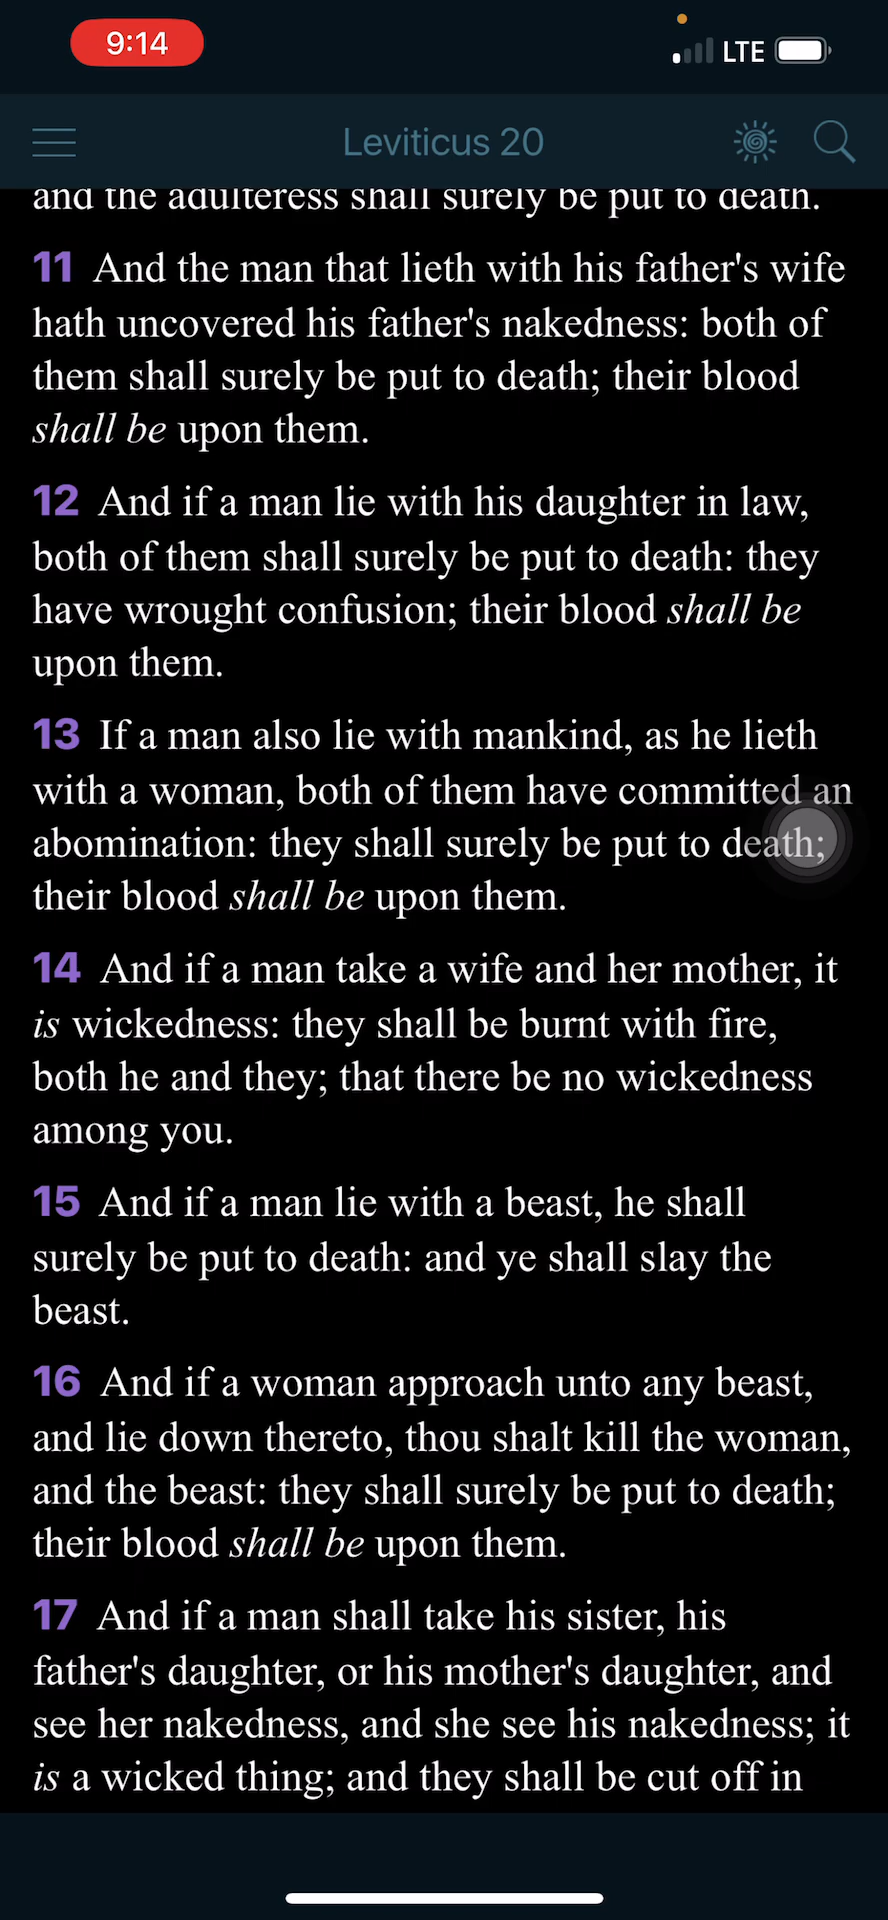 9:14
LTE
Leviticus 20
and the adulteress shall surely be put to death.
11 And the man that lieth with his father's wife
hath uncovered his father's nakedness: both of
them shall surely be put to death; their blood
shall be upon them.
12 And if a man lie with his daughter in law,
both of them shall surely be put to death: they
have wrought confusion; their blood shall be
upon them.
13 If a man also lie with mankind, as he lieth
with a woman, both of them have committed an
abomination: they shall surely be put to death;
their blood shall be upon them.
14 And if a man take a wife and her mother, it
is wickedness: they shall be burnt with fire,
both he and they; that there be no wickedness
among you.
15 And if a man lie with a beast, he shall
surely be put to death: and ye shall slay the
beast.
16 And if a woman approach unto any beast,
and lie down thereto, thou shalt kill the woman,
and the beast: they shall surely be put to death;
their blood shall be upon them.
17 And if a man shall take his sister, his
father's daughter, or his mother's daughter, and
see her nakedness, and she see his nakedness; it
is a wicked thing; and they shall be cut off in